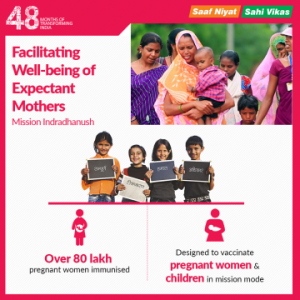 48 MONTHS OF
TRANSFORMING
INDIA
Saaf Niyat Sahi Vikas
Facilitating
Well-being of
Expectant
Mothers
Mission Indradhanush
Over 80 lakh
pregnant women immunised
Designed to vaccinate
pregnant women &
children in mission mode